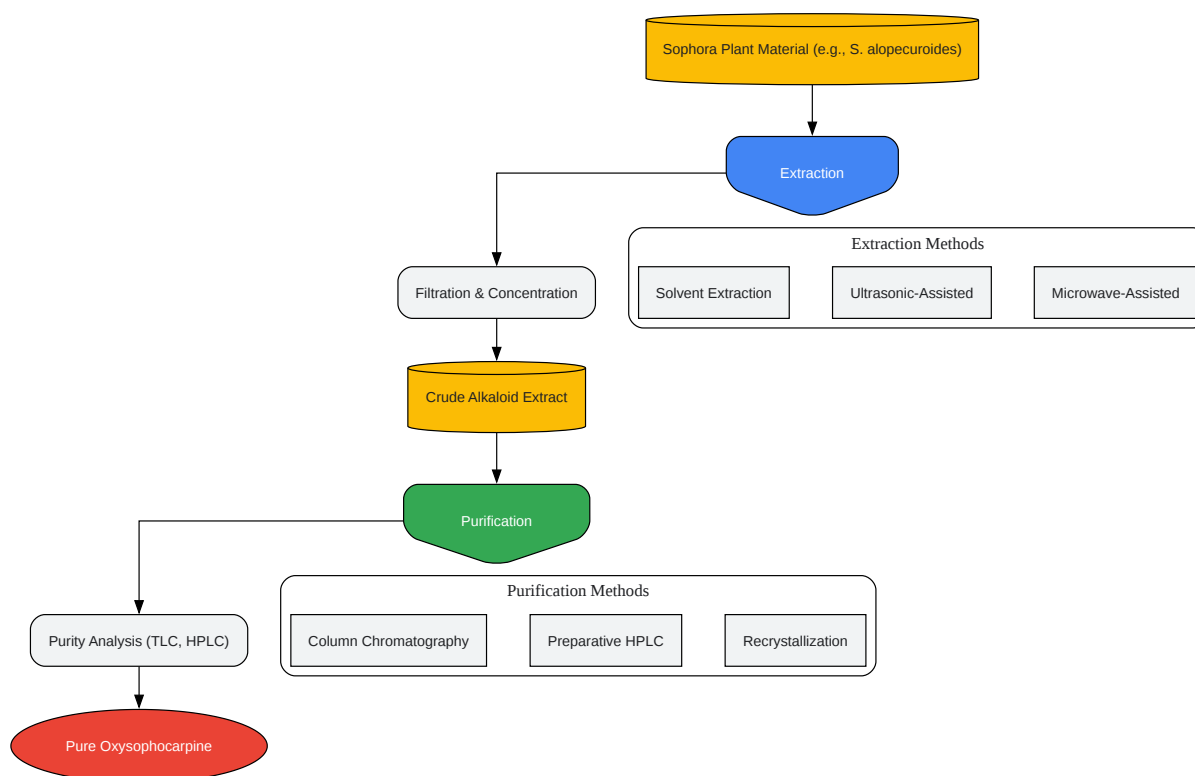 Sophora Plant Material (e.g., S. alopecuroides)
Extraction
Extraction Methods
Solvent Extraction
Ultrasonic-Assisted
Microwave-Assisted
Filtration & Concentration
Crude Alkaloid Extract
Purification
Purification Methods
Column Chromatography
Preparative HPLC
Recrystallization
Purity Analysis (TLC, HPLC)
Pure Oxysophocarpine